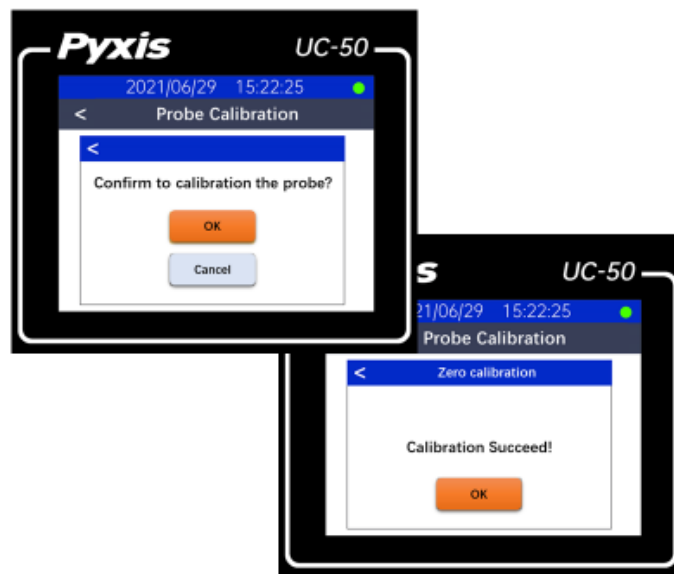 Pyxis UC-50
2021/06/29 15:22:25
< Probe Calibration
<
Confirm to calibration the probe?
OK
Cancel
s UC-50
21/06/29 15:22:25
Probe Calibration
< Zero calibration
Calibration Succeed!
OK